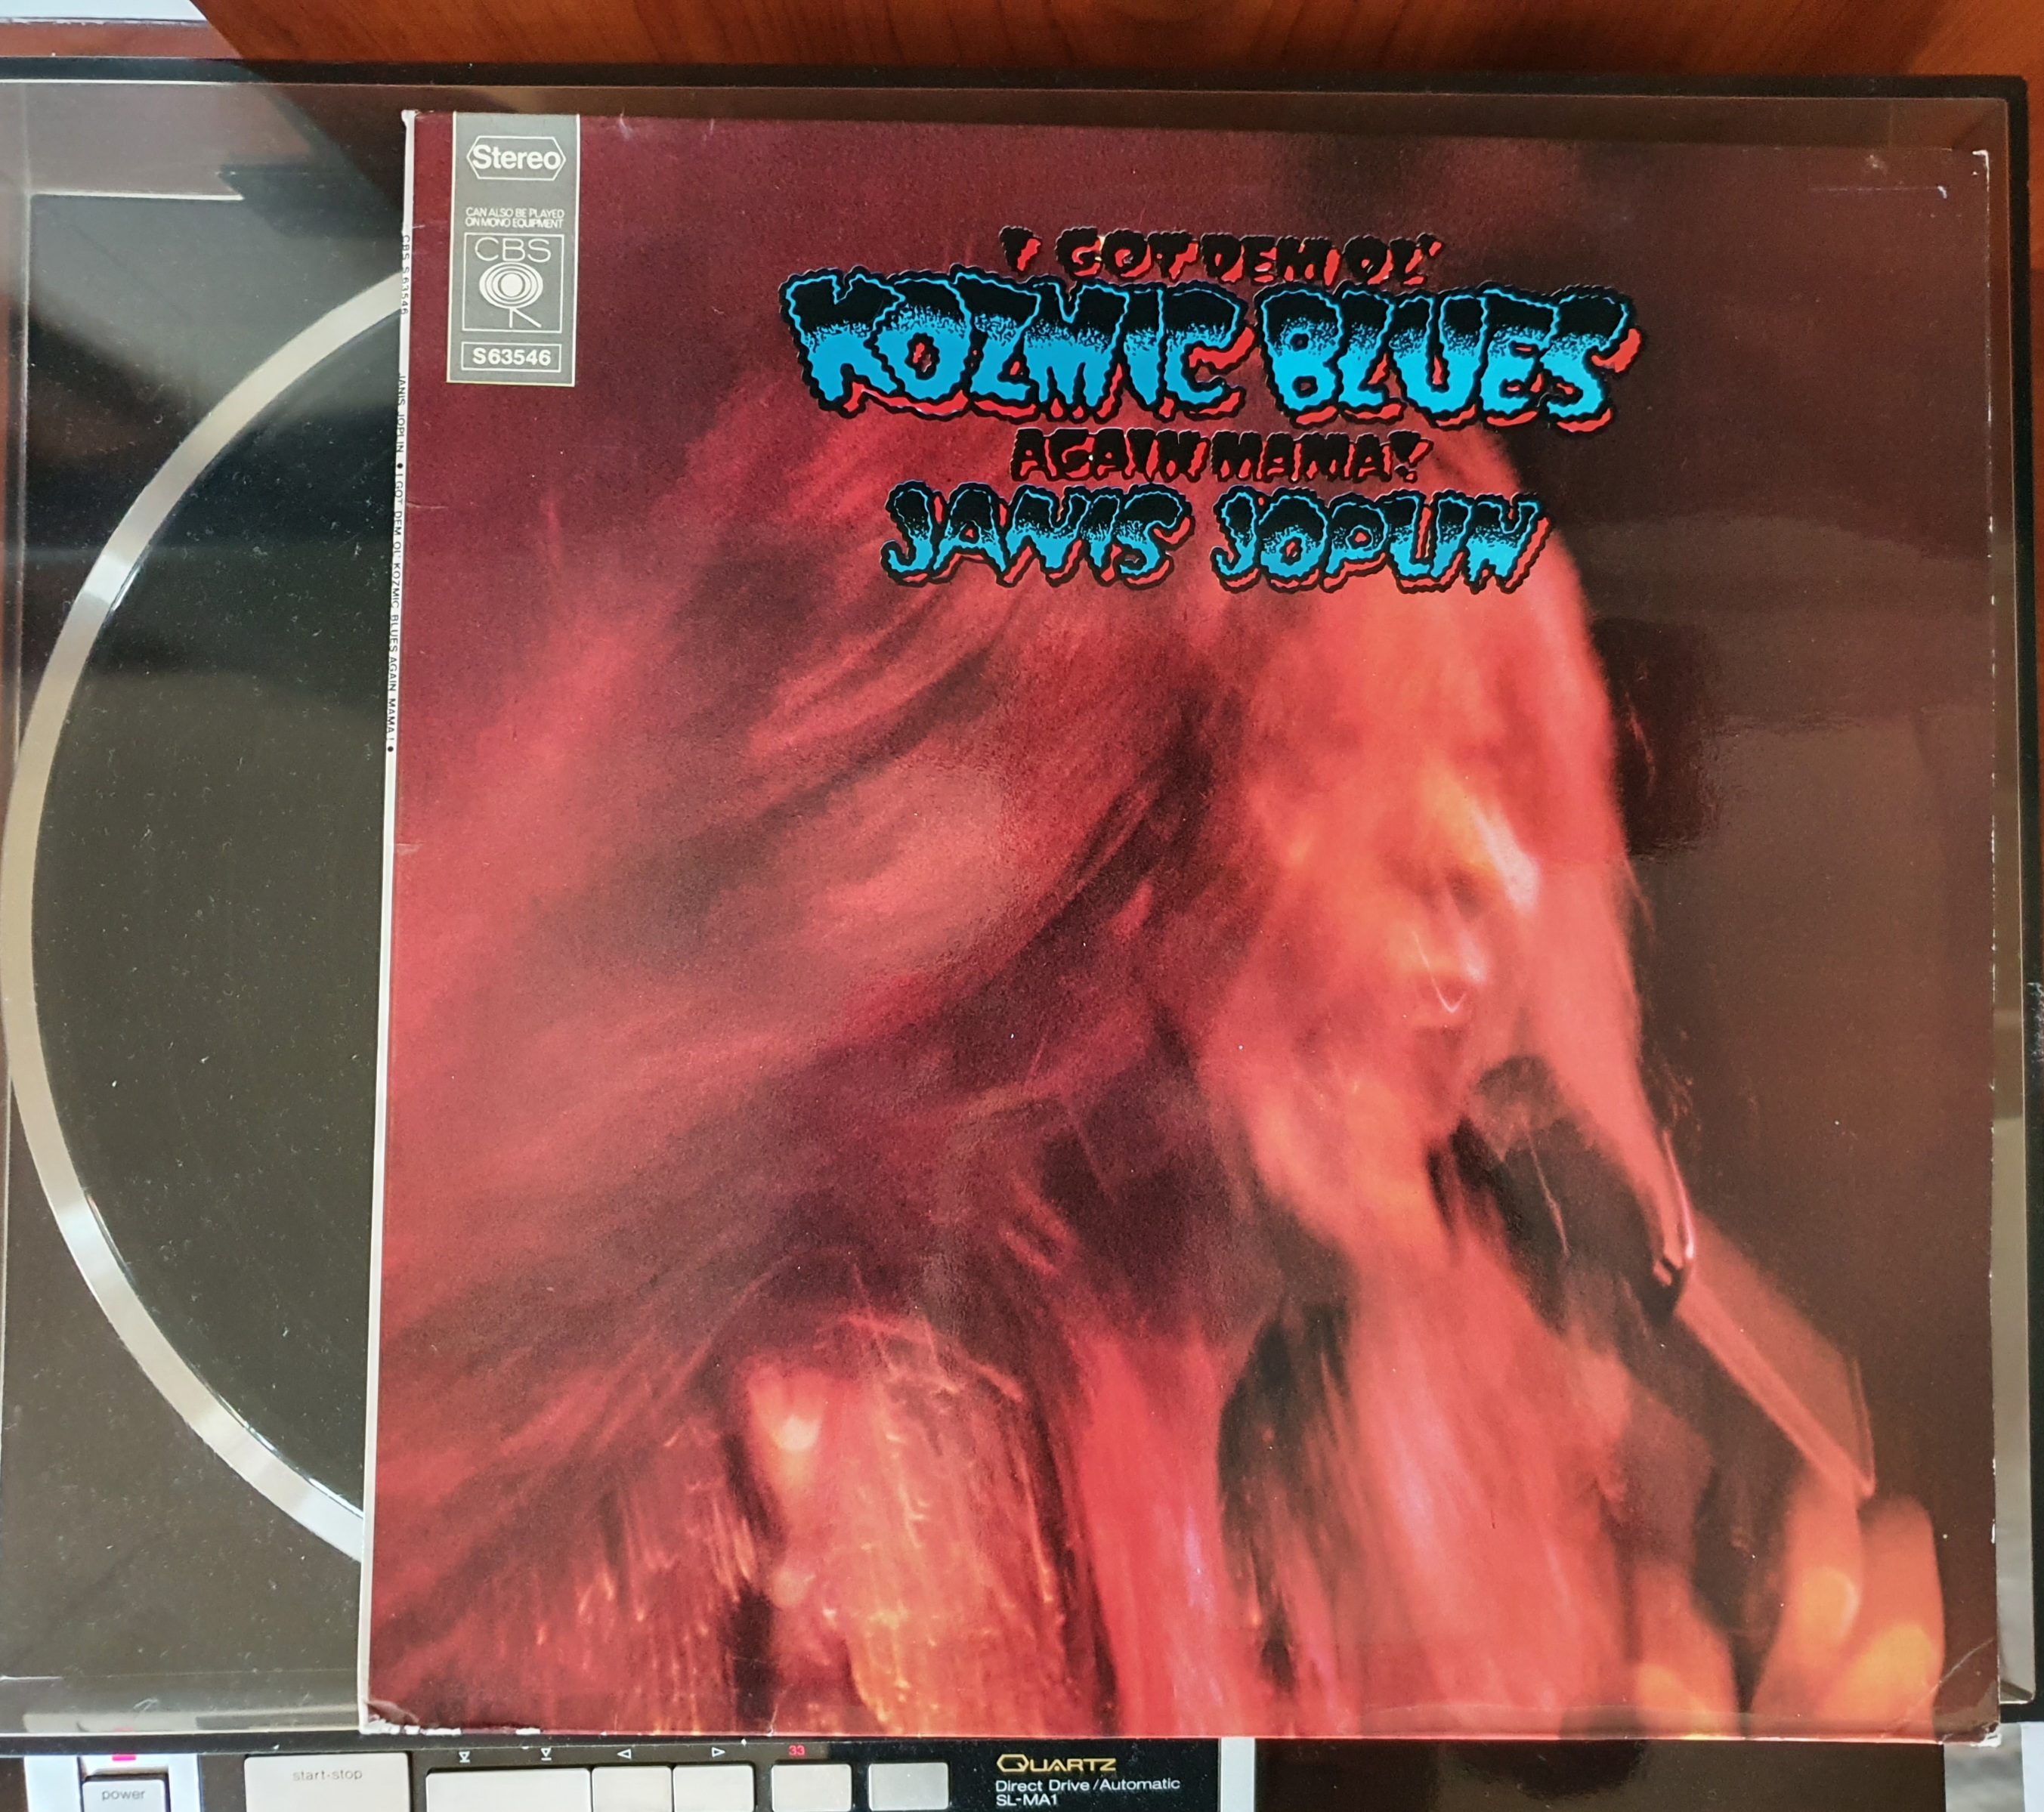 Stereo
CAN ALSO BE PLAYED
ON MONO EQUIPMENT
CBS
S 63546
I GOT DEM OL'
KOZMIC BLUES
AGAIN MAMA!
JANIS JOPLIN
CBS S 63546 JANIS JOPLIN • I GOT DEM OL' KOZMIC BLUES AGAIN MAMA! •
power
start-stop
33
QUARTZ
Direct Drive/Automatic
SL-MA1